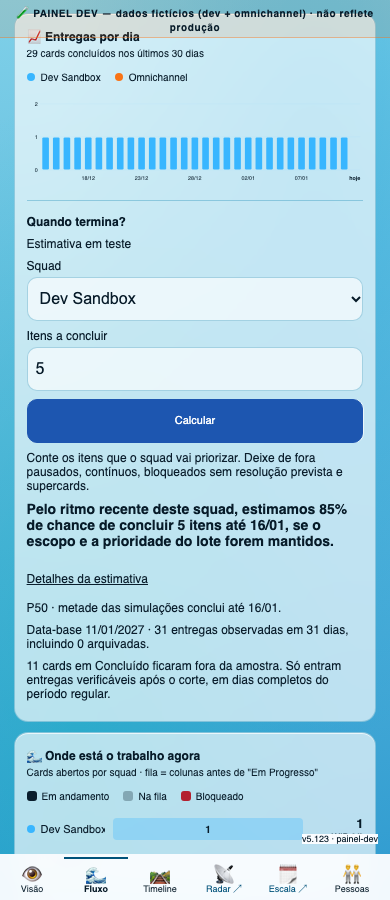 PAINEL DEV — dados fictícios (dev + omnichannel) · não reflete
produção
Entregas por dia
29 cards concluídos nos últimos 30 dias
Dev Sandbox Omnichannel
2
1
0
18/12 23/12 28/12 02/01 07/01 hoje
Quando termina?
Estimativa em teste
Squad
Dev Sandbox
Itens a concluir
5
Calcular
Conte os itens que o squad vai priorizar. Deixe de fora
pausados, contínuos, bloqueados sem resolução prevista e
supercards.
Pelo ritmo recente deste squad, estimamos 85%
de chance de concluir 5 itens até 16/01, se o
escopo e a prioridade do lote forem mantidos.
Detalhes da estimativa
P50 · metade das simulações conclui até 16/01.
Data-base 11/01/2027 · 31 entregas observadas em 31 dias,
incluindo 0 arquivadas.
11 cards em Concluído ficaram fora da amostra. Só entram
entregas verificáveis após o corte, em dias completos do
período regular.
Onde está o trabalho agora
Cards abertos por squad · fila = colunas antes de "Em Progresso"
Em andamento Na fila Bloqueado
Dev Sandbox 1 1
v5.123 · painel-dev
Visão Fluxo Timeline Radar ↗ Escala ↗ Pessoas